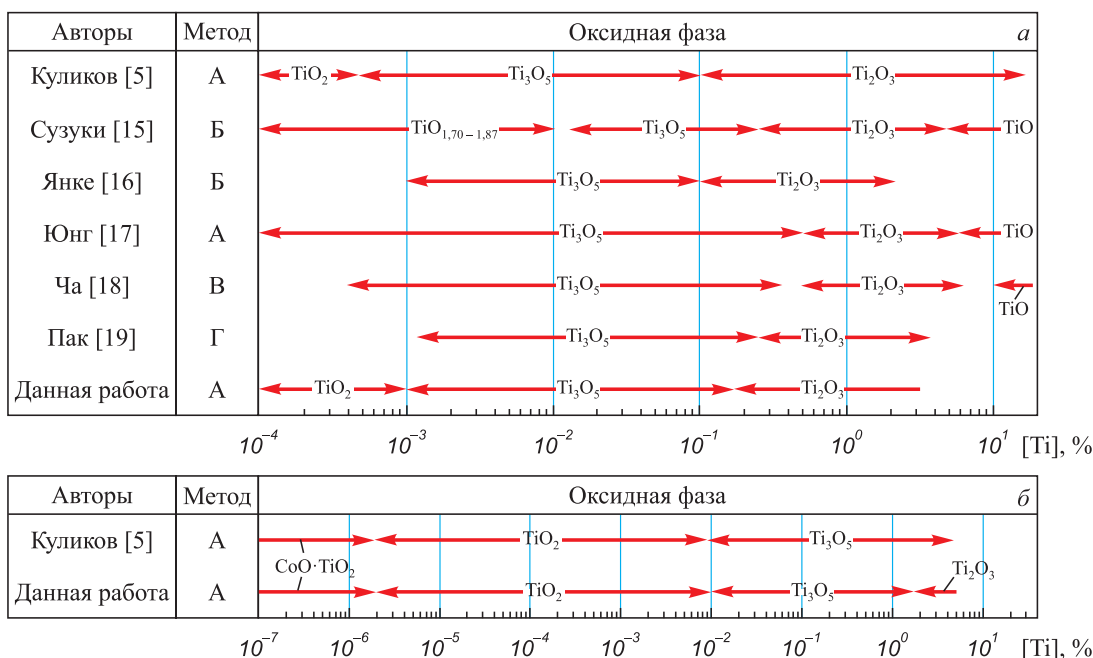 Авторы Метод Оксидная фаза а
Куликов [5] А TiO₂ Ti₃O₅ Ti₂O₃
Сузуки [15] Б TiO₁,₇₀₋₁,₈₇ Ti₃O₅ Ti₂O₃ TiO
Янке [16] Б Ti₃O₅ Ti₂O₃
Юнг [17] А Ti₃O₅ Ti₂O₃ TiO
Ча [18] В Ti₃O₅ Ti₂O₃
TiO
Пак [19] Г Ti₃O₅ Ti₂O₃
Данная работа А TiO₂ Ti₃O₅ Ti₂O₃
10⁻⁴ 10⁻³ 10⁻² 10⁻¹ 10⁰ 10¹ [Ti], %
Авторы Метод Оксидная фаза б
Куликов [5] А TiO₂ Ti₃O₅
CoO·TiO₂ Ti₂O₃
Данная работа А TiO₂ Ti₃O₅
10⁻⁷ 10⁻⁶ 10⁻⁵ 10⁻⁴ 10⁻³ 10⁻² 10⁻¹ 10⁰ 10¹ [Ti], %